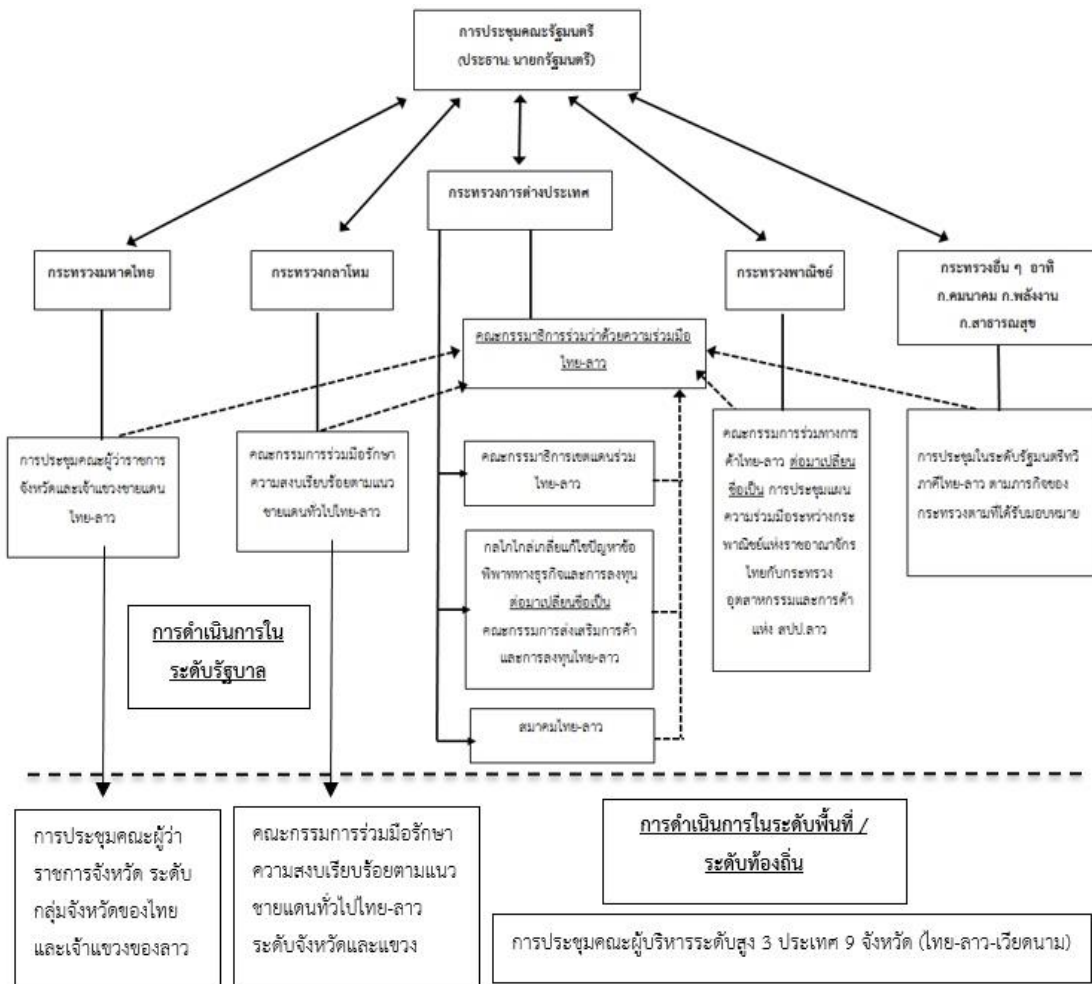 การประชุมคณะรัฐมนตรี
(ประธาน: นายกรัฐมนตรี)
กระทรวงการต่างประเทศ
กระทรวงมหาดไทย
กระทรวงกลาโหม
กระทรวงพาณิชย์
กระทรวงอื่น ๆ อาทิ
ก.คมนาคม ก.พลังงาน
ก.สาธารณสุข
คณะกรรมาธิการร่วมว่าด้วยความร่วมมือ
ไทย-ลาว
การประชุมคณะผู้ว่าราชการ
จังหวัดและเจ้าแขวงชายแดน
ไทย-ลาว
คณะกรรมการร่วมมือรักษา
ความสงบเรียบร้อยตามแนว
ชายแดนทั่วไปไทย-ลาว
คณะกรรมาธิการเขตแดนร่วม
ไทย-ลาว
กลไกไกล่เกลี่ยแก้ไขปัญหาข้อ
พิพาททางธุรกิจและการลงทุน
ต่อมาเปลี่ยนชื่อเป็น
คณะกรรมการส่งเสริมการค้า
และการลงทุนไทย-ลาว
สมาคมไทย-ลาว
คณะกรรมการร่วมทางการ
ค้าไทย-ลาว ต่อมาเปลี่ยน
ชื่อเป็น การประชุมแผน
ความร่วมมือระหว่างกระ
พาณิชย์แห่งราชอาณาจักร
ไทยกับกระทรวง
อุตสาหกรรมและการค้า
แห่ง สปป.ลาว
การประชุมในระดับรัฐมนตรีทวิ
ภาคีไทย-ลาว ตามภารกิจของ
กระทรวงตามที่ได้รับมอบหมาย
การดำเนินการใน
ระดับรัฐบาล
การประชุมคณะผู้ว่า
ราชการจังหวัด ระดับ
กลุ่มจังหวัดของไทย
และเจ้าแขวงของลาว
คณะกรรมการร่วมมือรักษา
ความสงบเรียบร้อยตามแนว
ชายแดนทั่วไปไทย-ลาว
ระดับจังหวัดและแขวง
การดำเนินการในระดับพื้นที่ /
ระดับท้องถิ่น
การประชุมคณะผู้บริหารระดับสูง 3 ประเทศ 9 จังหวัด (ไทย-ลาว-เวียดนาม)